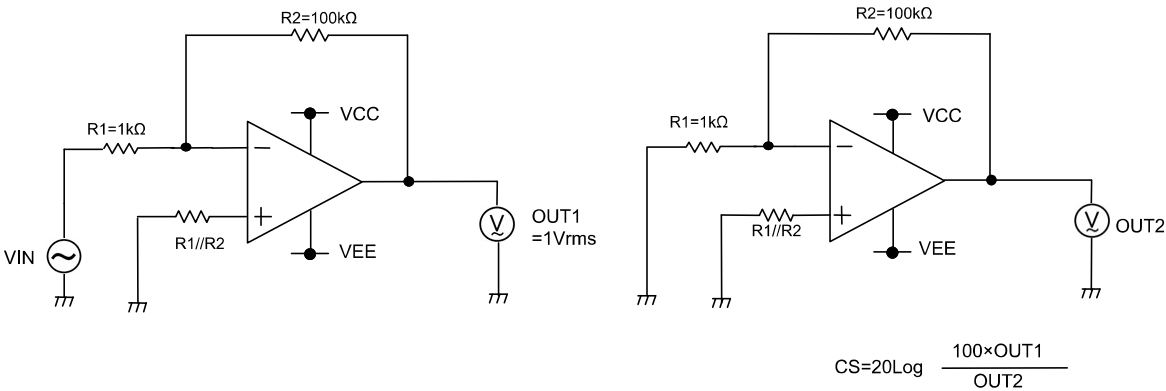 R2=100kΩ
VCC
R1=1kΩ
−
+
R1//R2
VEE
VIN
V
OUT1
=1Vrms
R2=100kΩ
VCC
R1=1kΩ
−
+
R1//R2
VEE
V
OUT2
CS=20Log 100×OUT1
OUT2